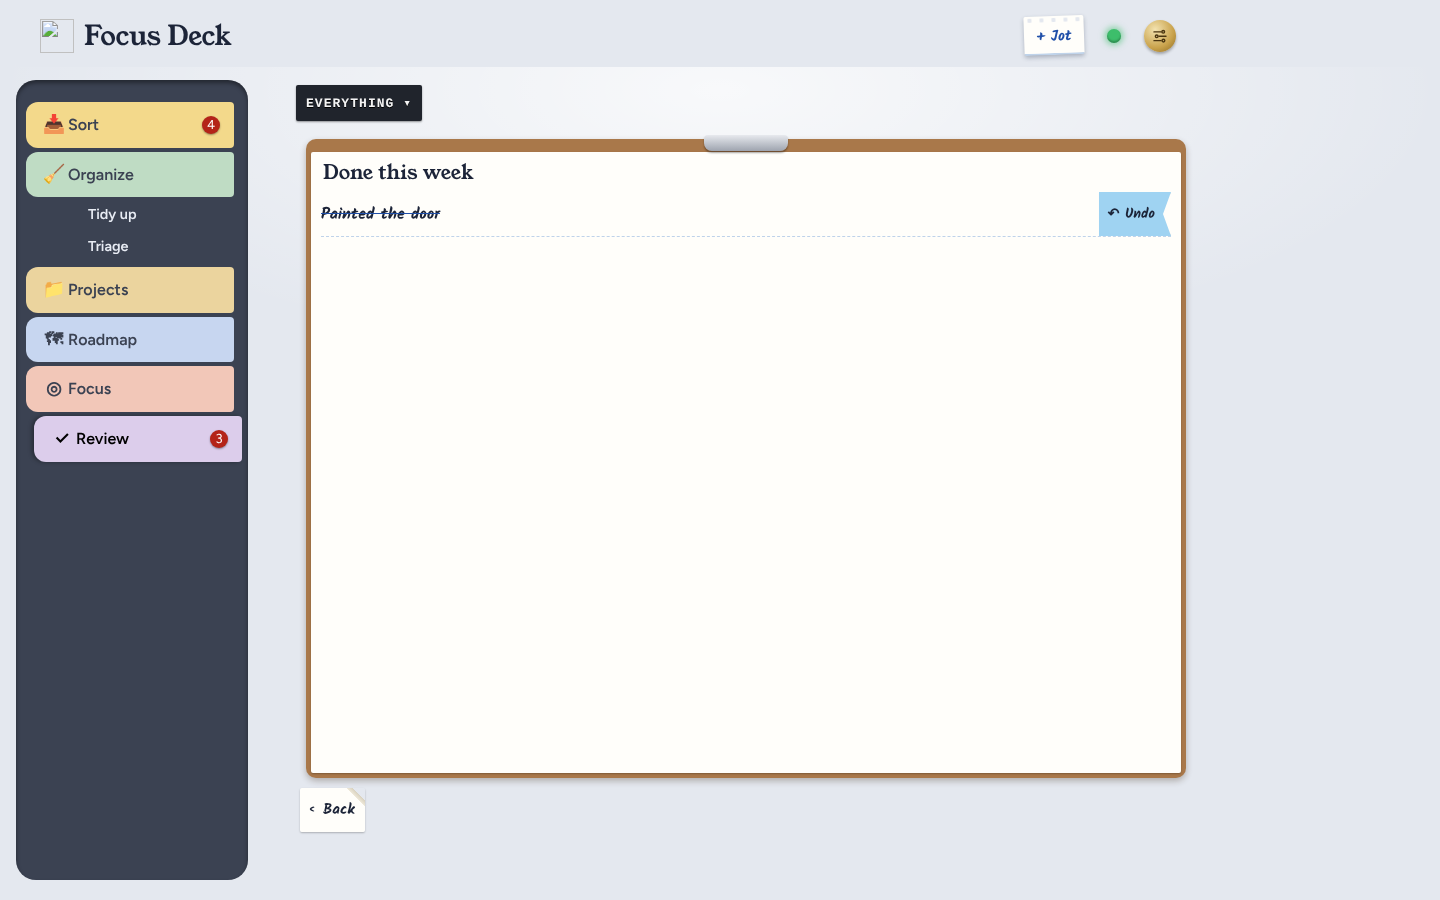 Focus Deck
+ Jot
EVERYTHING ▾
Sort 4
Organize
Tidy up
Triage
Projects
Roadmap
Focus
Review 3
Done this week
Painted the door
↶ Undo
< Back